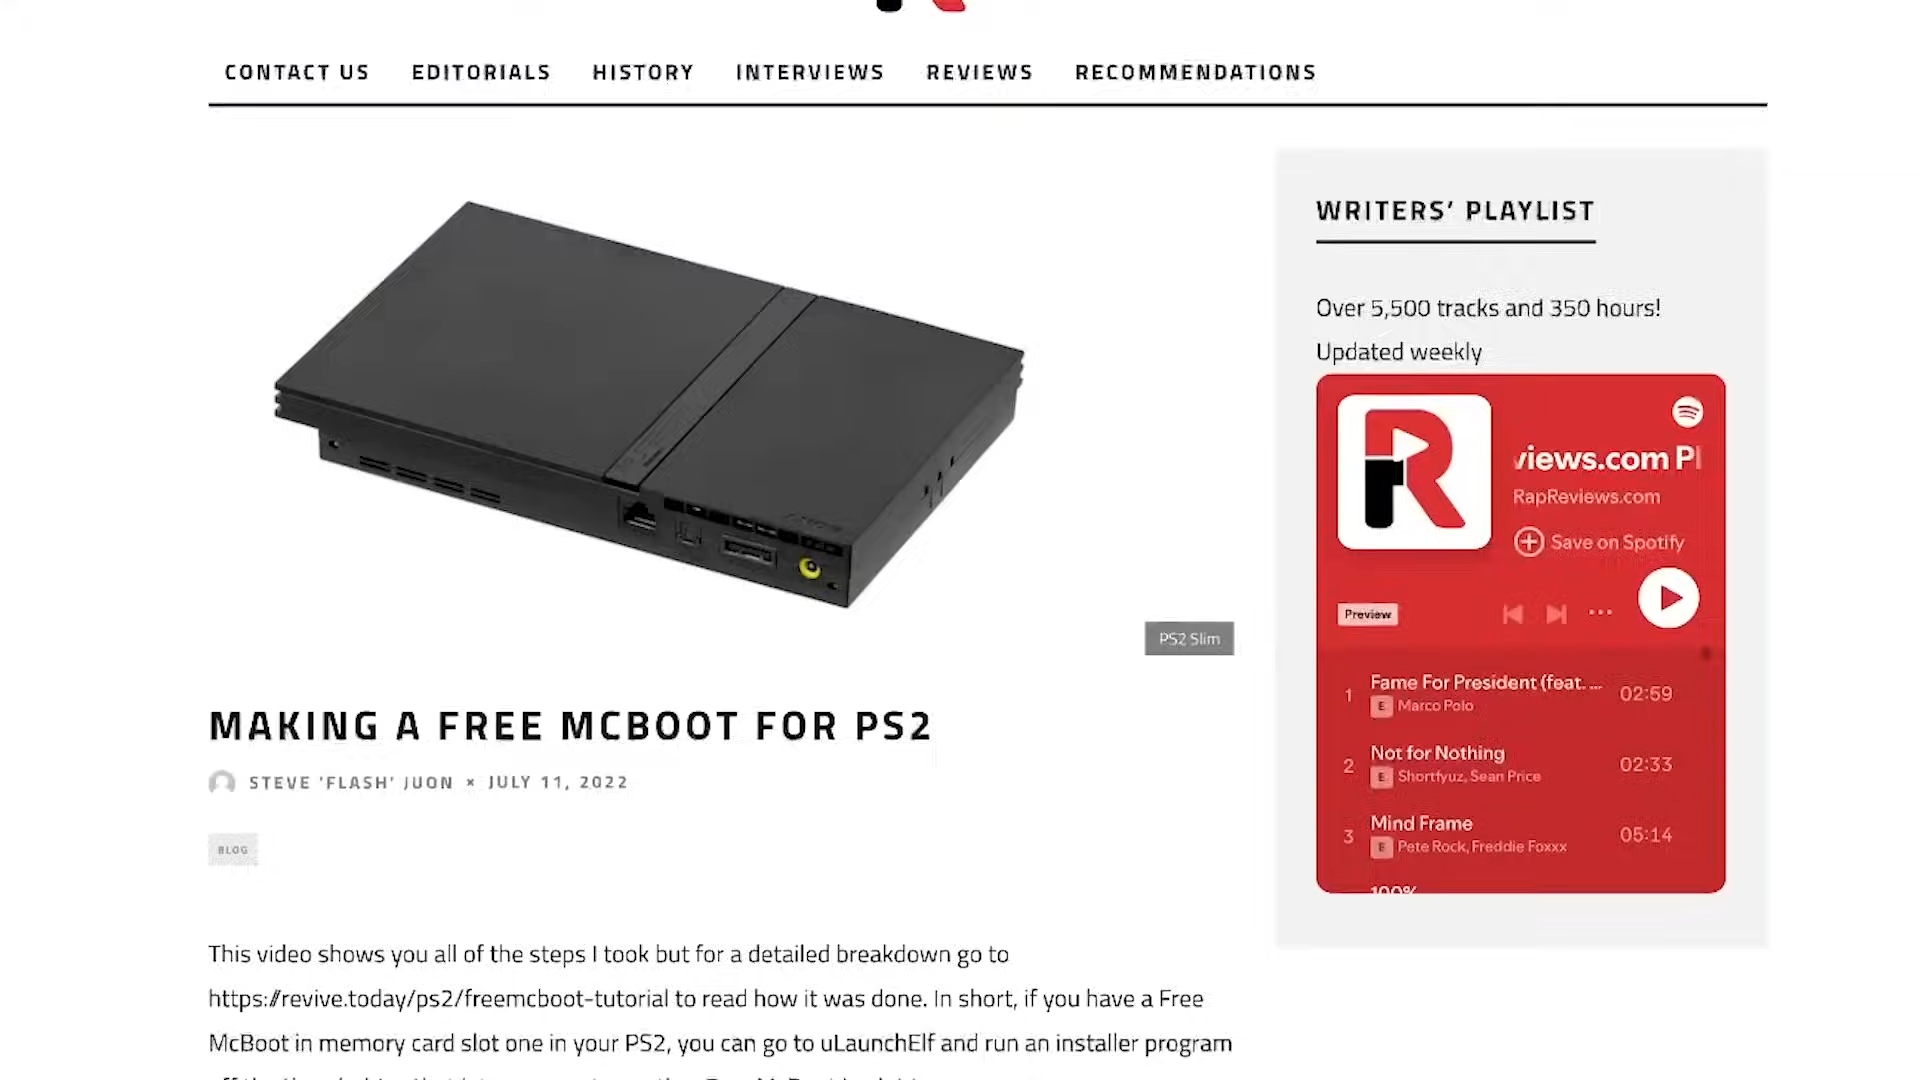 CONTACT US EDITORIALS HISTORY INTERVIEWS REVIEWS RECOMMENDATIONS
PS2 Slim
MAKING A FREE MCBOOT FOR PS2
STEVE 'FLASH' JUON × JULY 11, 2022
BLOG
This video shows you all of the steps I took but for a detailed breakdown go to
https://revive.today/ps2/freemcboot-tutorial to read how it was done. In short, if you have a Free
McBoot in memory card slot one in your PS2, you can go to uLaunchElf and run an installer program
WRITERS’ PLAYLIST
Over 5,500 tracks and 350 hours!
Updated weekly
views.com Pl
RapReviews.com
Save on Spotify
Preview
1 Fame For President (feat. ... 02:59
E Marco Polo
2 Not for Nothing 02:33
E Shortfyuz, Sean Price
3 Mind Frame 05:14
E Pete Rock, Freddie Foxxx
100%